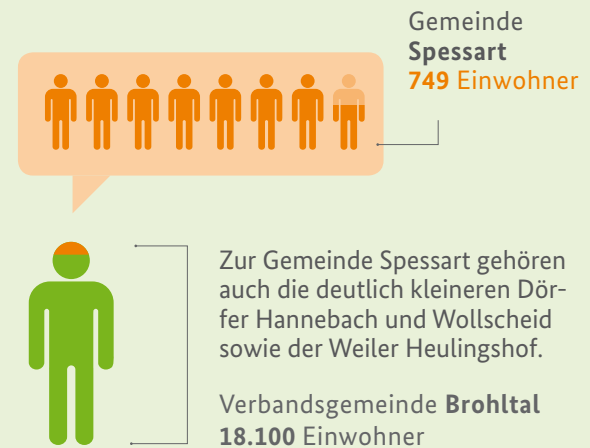 Gemeinde
Spessart
749 Einwohner
Zur Gemeinde Spessart gehören
auch die deutlich kleineren Dör-
fer Hannebach und Wollscheid
sowie der Weiler Heulingshof.
Verbandsgemeinde Brohltal
18.100 Einwohner